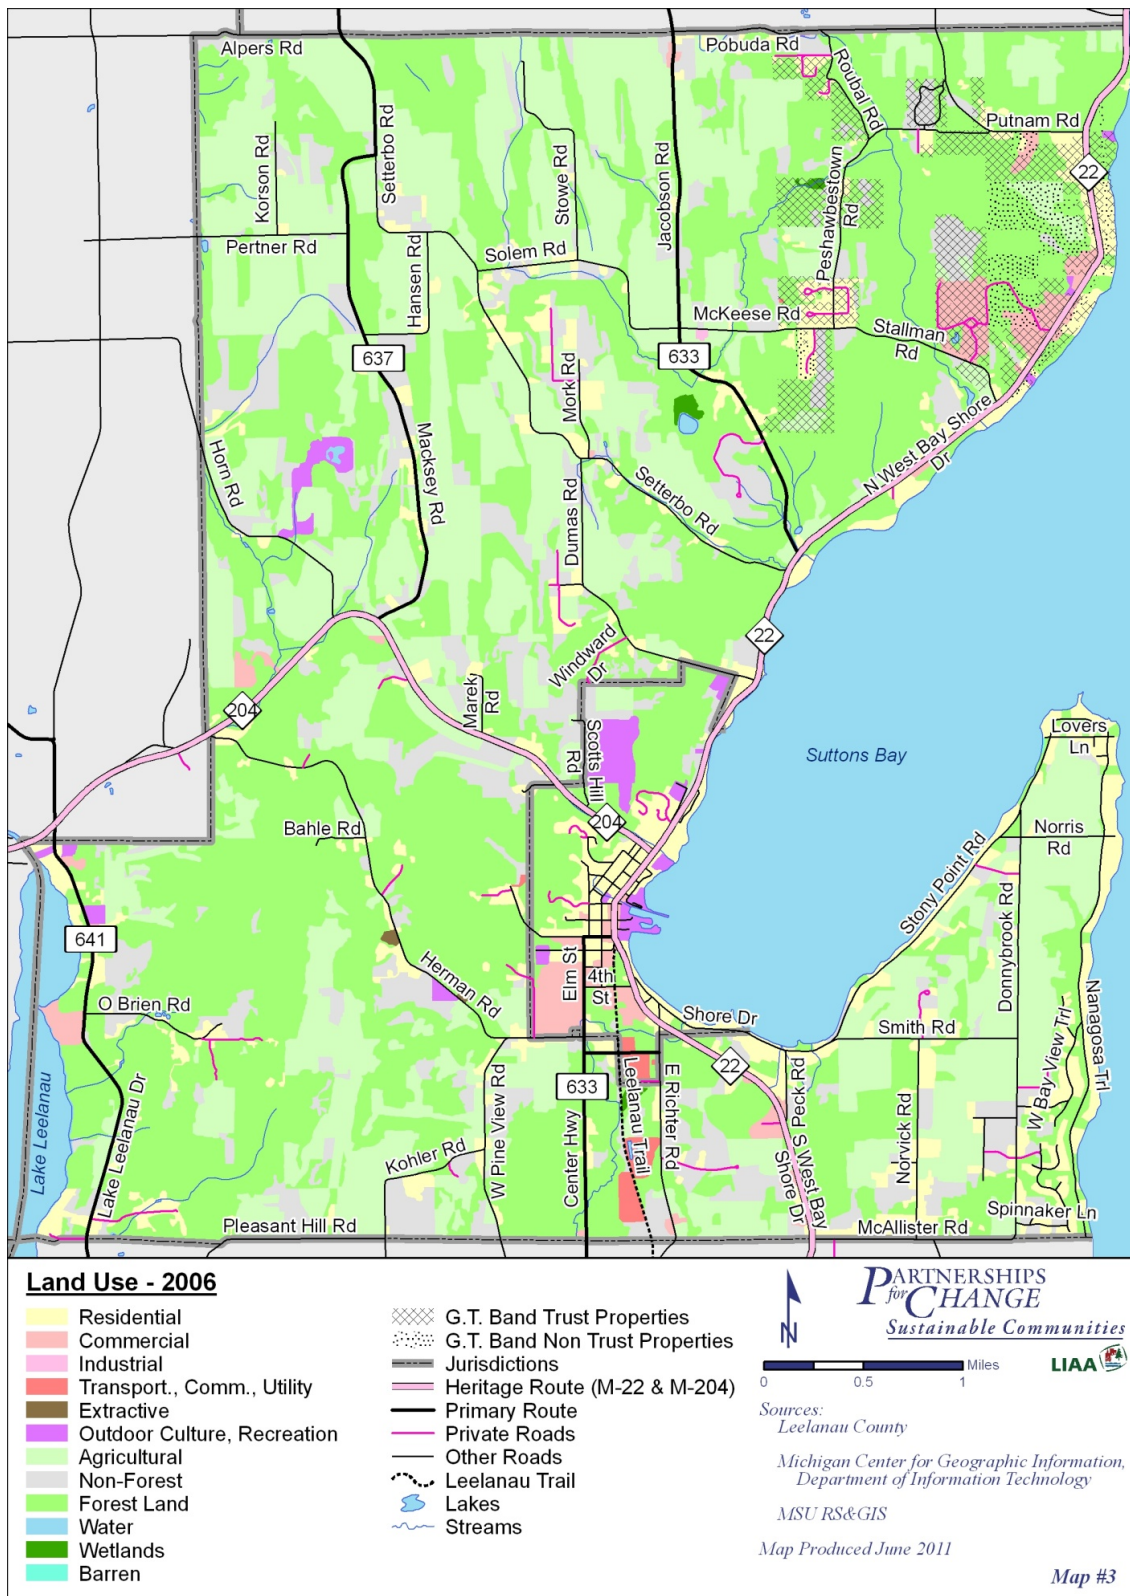 Alpers Rd
Pobuda Rd
Roubal Rd
Putnam Rd
Setterbo Rd
Korson Rd
Stowe Rd
Jacobson Rd
Peshawbestown
Rd
22
Pertner Rd
Hansen Rd
Solem Rd
McKeese Rd
Stallman
Rd
637
633
Mork Rd
N West Bay Shore
Dr
Horn Rd
Macksey Rd
Setterbo Rd
Dumas Rd
22
Windward
Dr
204
Marek
Rd
Scotts Hill
Rd
Suttons Bay
Lovers
Ln
204
Bahle Rd
Norris
Rd
Stony Point Rd
Donnybrook Rd
641
Herman Rd
Elm St
4th
St
O Brien Rd
Shore Dr
Smith Rd
Nanagosa Trl
W Bay View Trl
22
633
Lake Leelanau
Lake Leelanau Dr
W Pine View Rd
Center Hwy
Leelanau Trail
E Richter Rd
S Peck Rd
S West Bay
Shore Dr
Norvick Rd
Kohler Rd
Pleasant Hill Rd
McAllister Rd
Spinnaker Ln
Land Use - 2006
Residential
Commercial
Industrial
Transport., Comm., Utility
Extractive
Outdoor Culture, Recreation
Agricultural
Non-Forest
Forest Land
Water
Wetlands
Barren
G.T. Band Trust Properties
G.T. Band Non Trust Properties
Jurisdictions
Heritage Route (M-22 & M-204)
Primary Route
Private Roads
Other Roads
Leelanau Trail
Lakes
Streams
N
PARTNERSHIPS
for CHANGE
Sustainable Communities
Miles
0 0.5 1
LIAA
Sources:
Leelanau County
Michigan Center for Geographic Information,
Department of Information Technology
MSU RS&GIS
Map Produced June 2011
Map #3